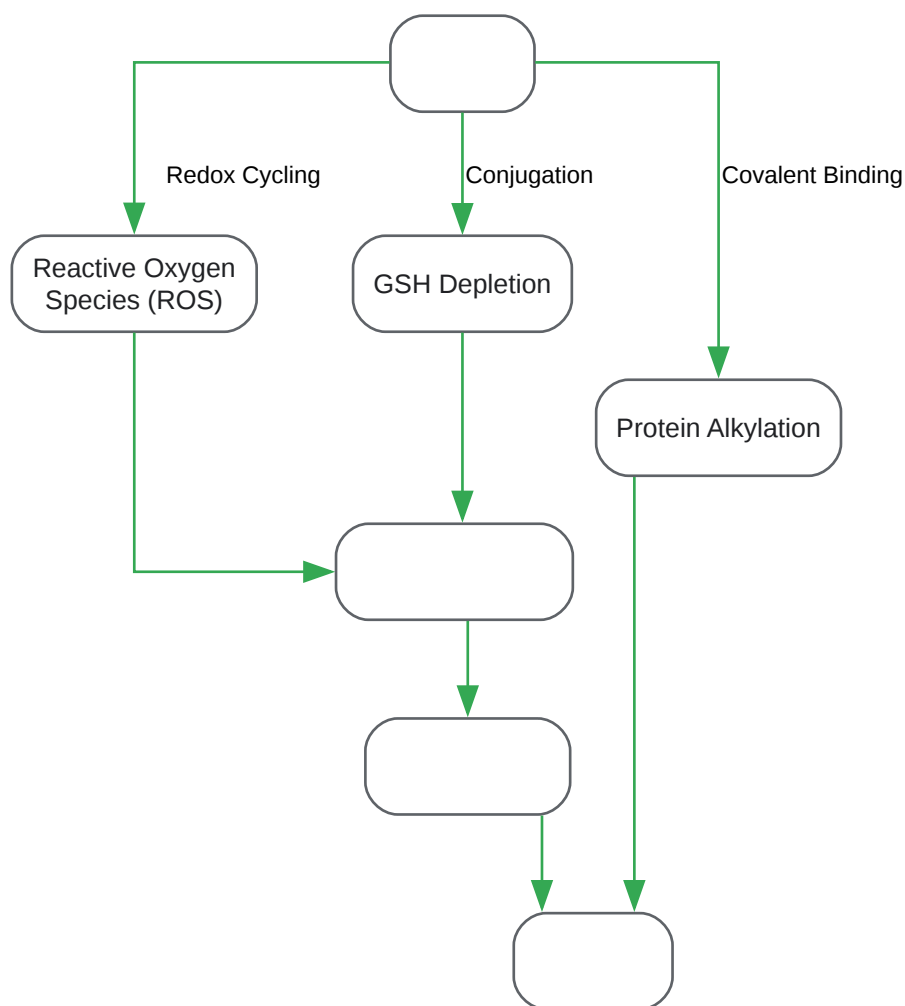 Redox Cycling
Conjugation
Covalent Binding
Reactive Oxygen
Species (ROS)
GSH Depletion
Protein Alkylation